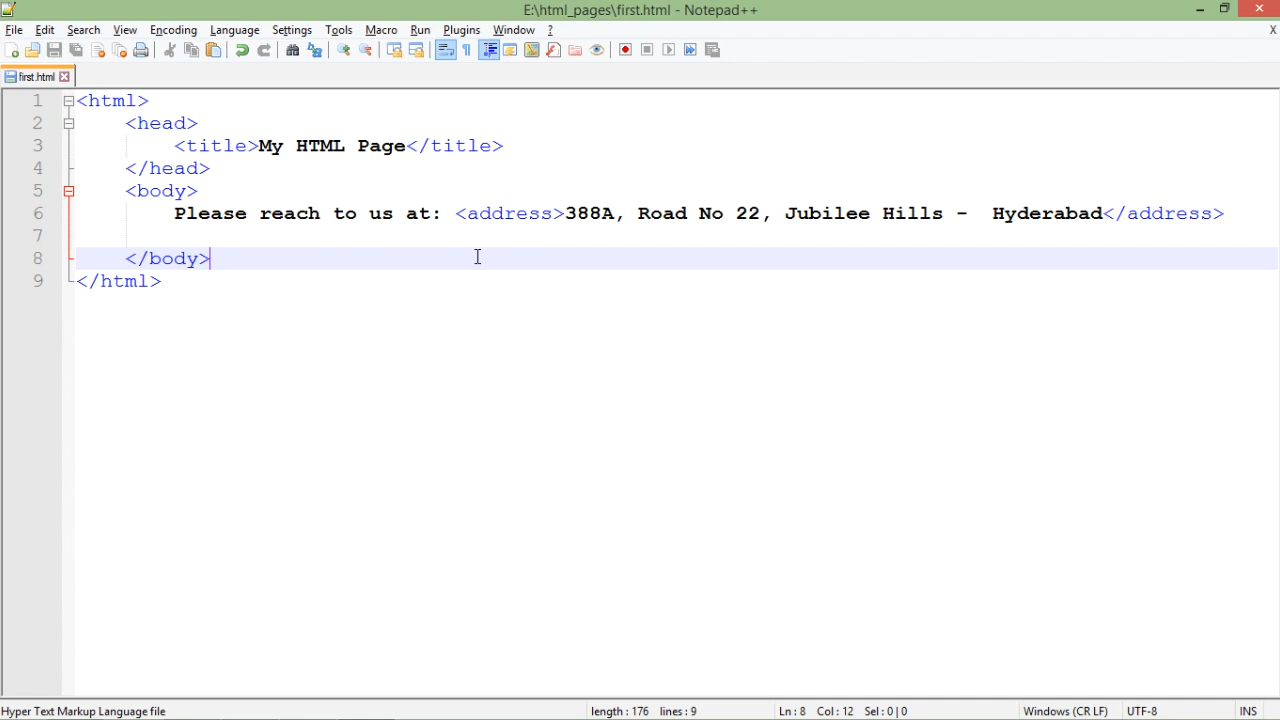 E:\html_pages\first.html - Notepad++
File Edit Search View Encoding Language Settings Tools Macro Run Plugins Window ? X
first.html
1 <html>
2 <head>
3 <title>My HTML Page</title>
4 </head>
5 <body>
6 Please reach to us at: <address>388A, Road No 22, Jubilee Hills -  Hyderabad</address>
7
8 </body>
9 </html>
Hyper Text Markup Language file length : 176 lines : 9 Ln : 8 Col : 12 Sel : 0 | 0 Windows (CR LF) UTF-8 INS